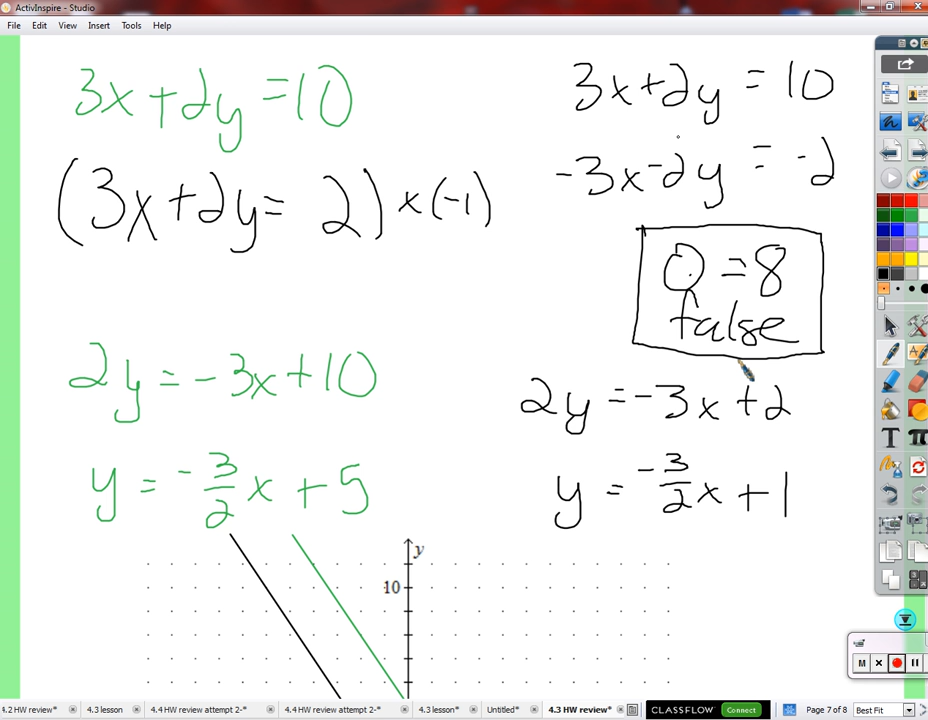 ActivInspire - Studio
File Edit View Insert Tools Help
3x+2y=10
(3x+2y= 2) x(-1)
3x+2y = 10
-3x-2y = -2
0 = 8
false
2y = -3x+10
2y = -3x+2
y = -3/2x + 5
y = -3/2x + 1
y
10
M
4.2 HW review* 4.3 lesson 4.4 HW review attempt 2-* 4.4 HW review attempt 2-* 4.3 lesson* Untitled* 4.3 HW review* CLASSFLOW Connect Page 7 of 8 Best Fit